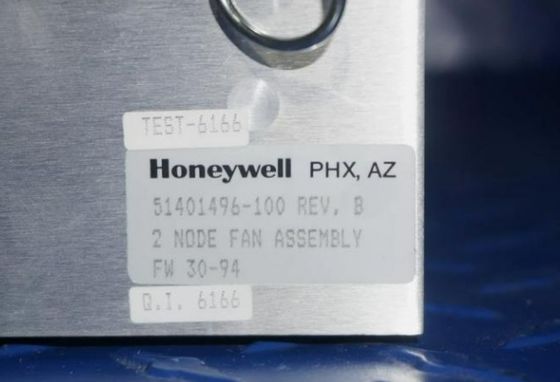 TEST-6166
Honeywell PHX, AZ
51401496-100 REV. B
2 NODE FAN ASSEMBLY
FW 30-94
Q.I. 6166